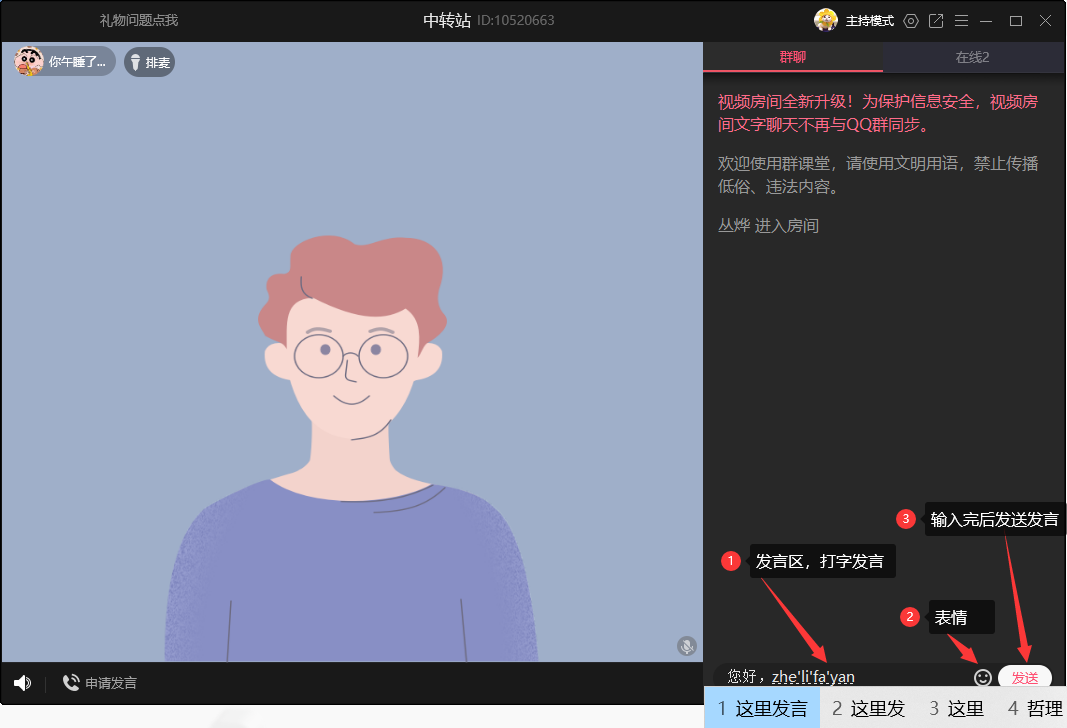 礼物问题点我
中转站 ID:10520663
主持模式
你午睡了...
排麦
群聊
在线2
视频房间全新升级！为保护信息安全，视频房
间文字聊天不再与QQ群同步。
欢迎使用群课堂，请使用文明用语，禁止传播
低俗、违法内容。
丛烨 进入房间
3 输入完后发送发言
1 发言区，打字发言
2 表情
您好，zhe'li'fa'yan
发送
申请发言
1 这里发言 2 这里发 3 这里 4 哲理